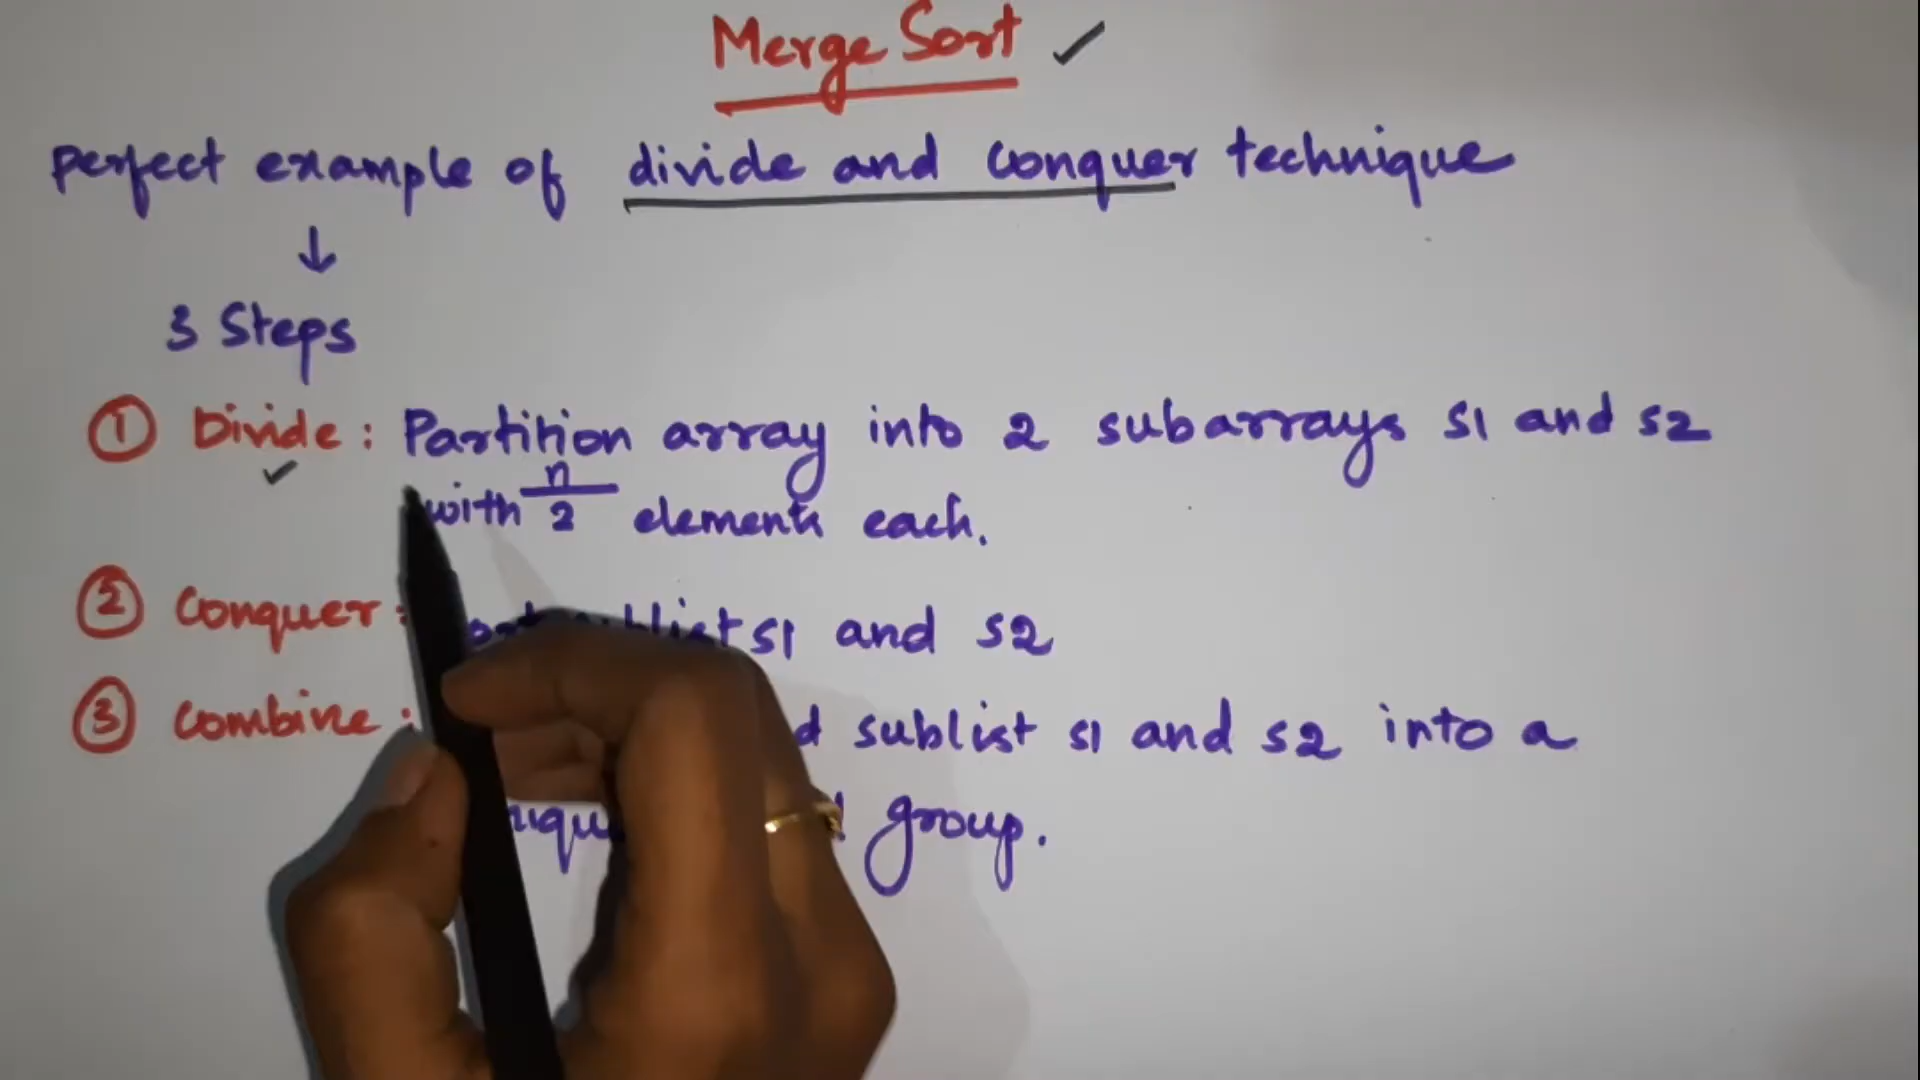 Merge Sort
Perfect example of divide and conquer technique
3 Steps
① Divide: Partition array into 2 subarrays S1 and S2
with n/2 elements each.
② Conquer: sublist S1 and S2
③ Combine: sublist S1 and S2 into a
group.